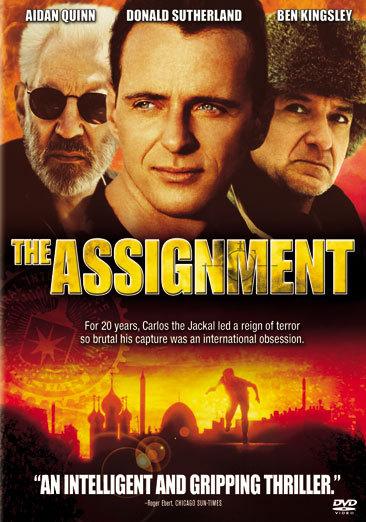 AIDAN QUINN DONALD SUTHERLAND BEN KINGSLEY
THE ASSIGNMENT
For 20 years, Carlos the Jackal led a reign of terror
so brutal his capture was an international obsession.
"AN INTELLIGENT AND GRIPPING THRILLER."
–Roger Ebert, CHICAGO SUN-TIMES
DVD
VIDEO